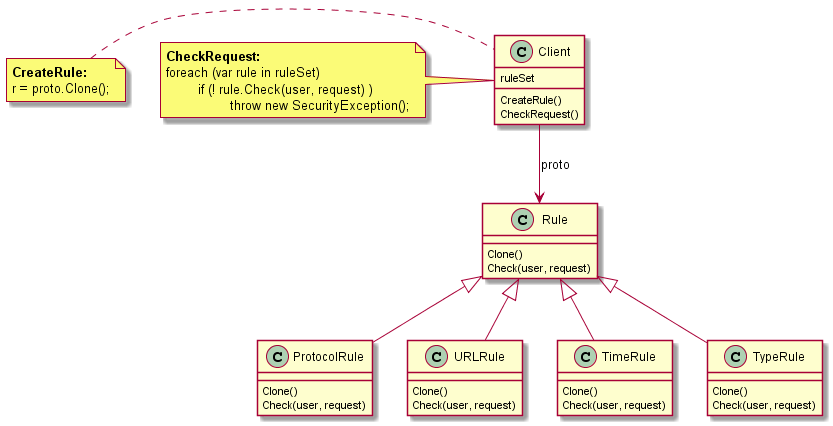 CreateRule:
r = proto.Clone();
CheckRequest:
foreach (var rule in ruleSet)
if (! rule.Check(user, request) )
throw new SecurityException();
C Client
ruleSet
CreateRule()
CheckRequest()
proto
C Rule
Clone()
Check(user, request)
C ProtocolRule
Clone()
Check(user, request)
C URLRule
Clone()
Check(user, request)
C TimeRule
Clone()
Check(user, request)
C TypeRule
Clone()
Check(user, request)